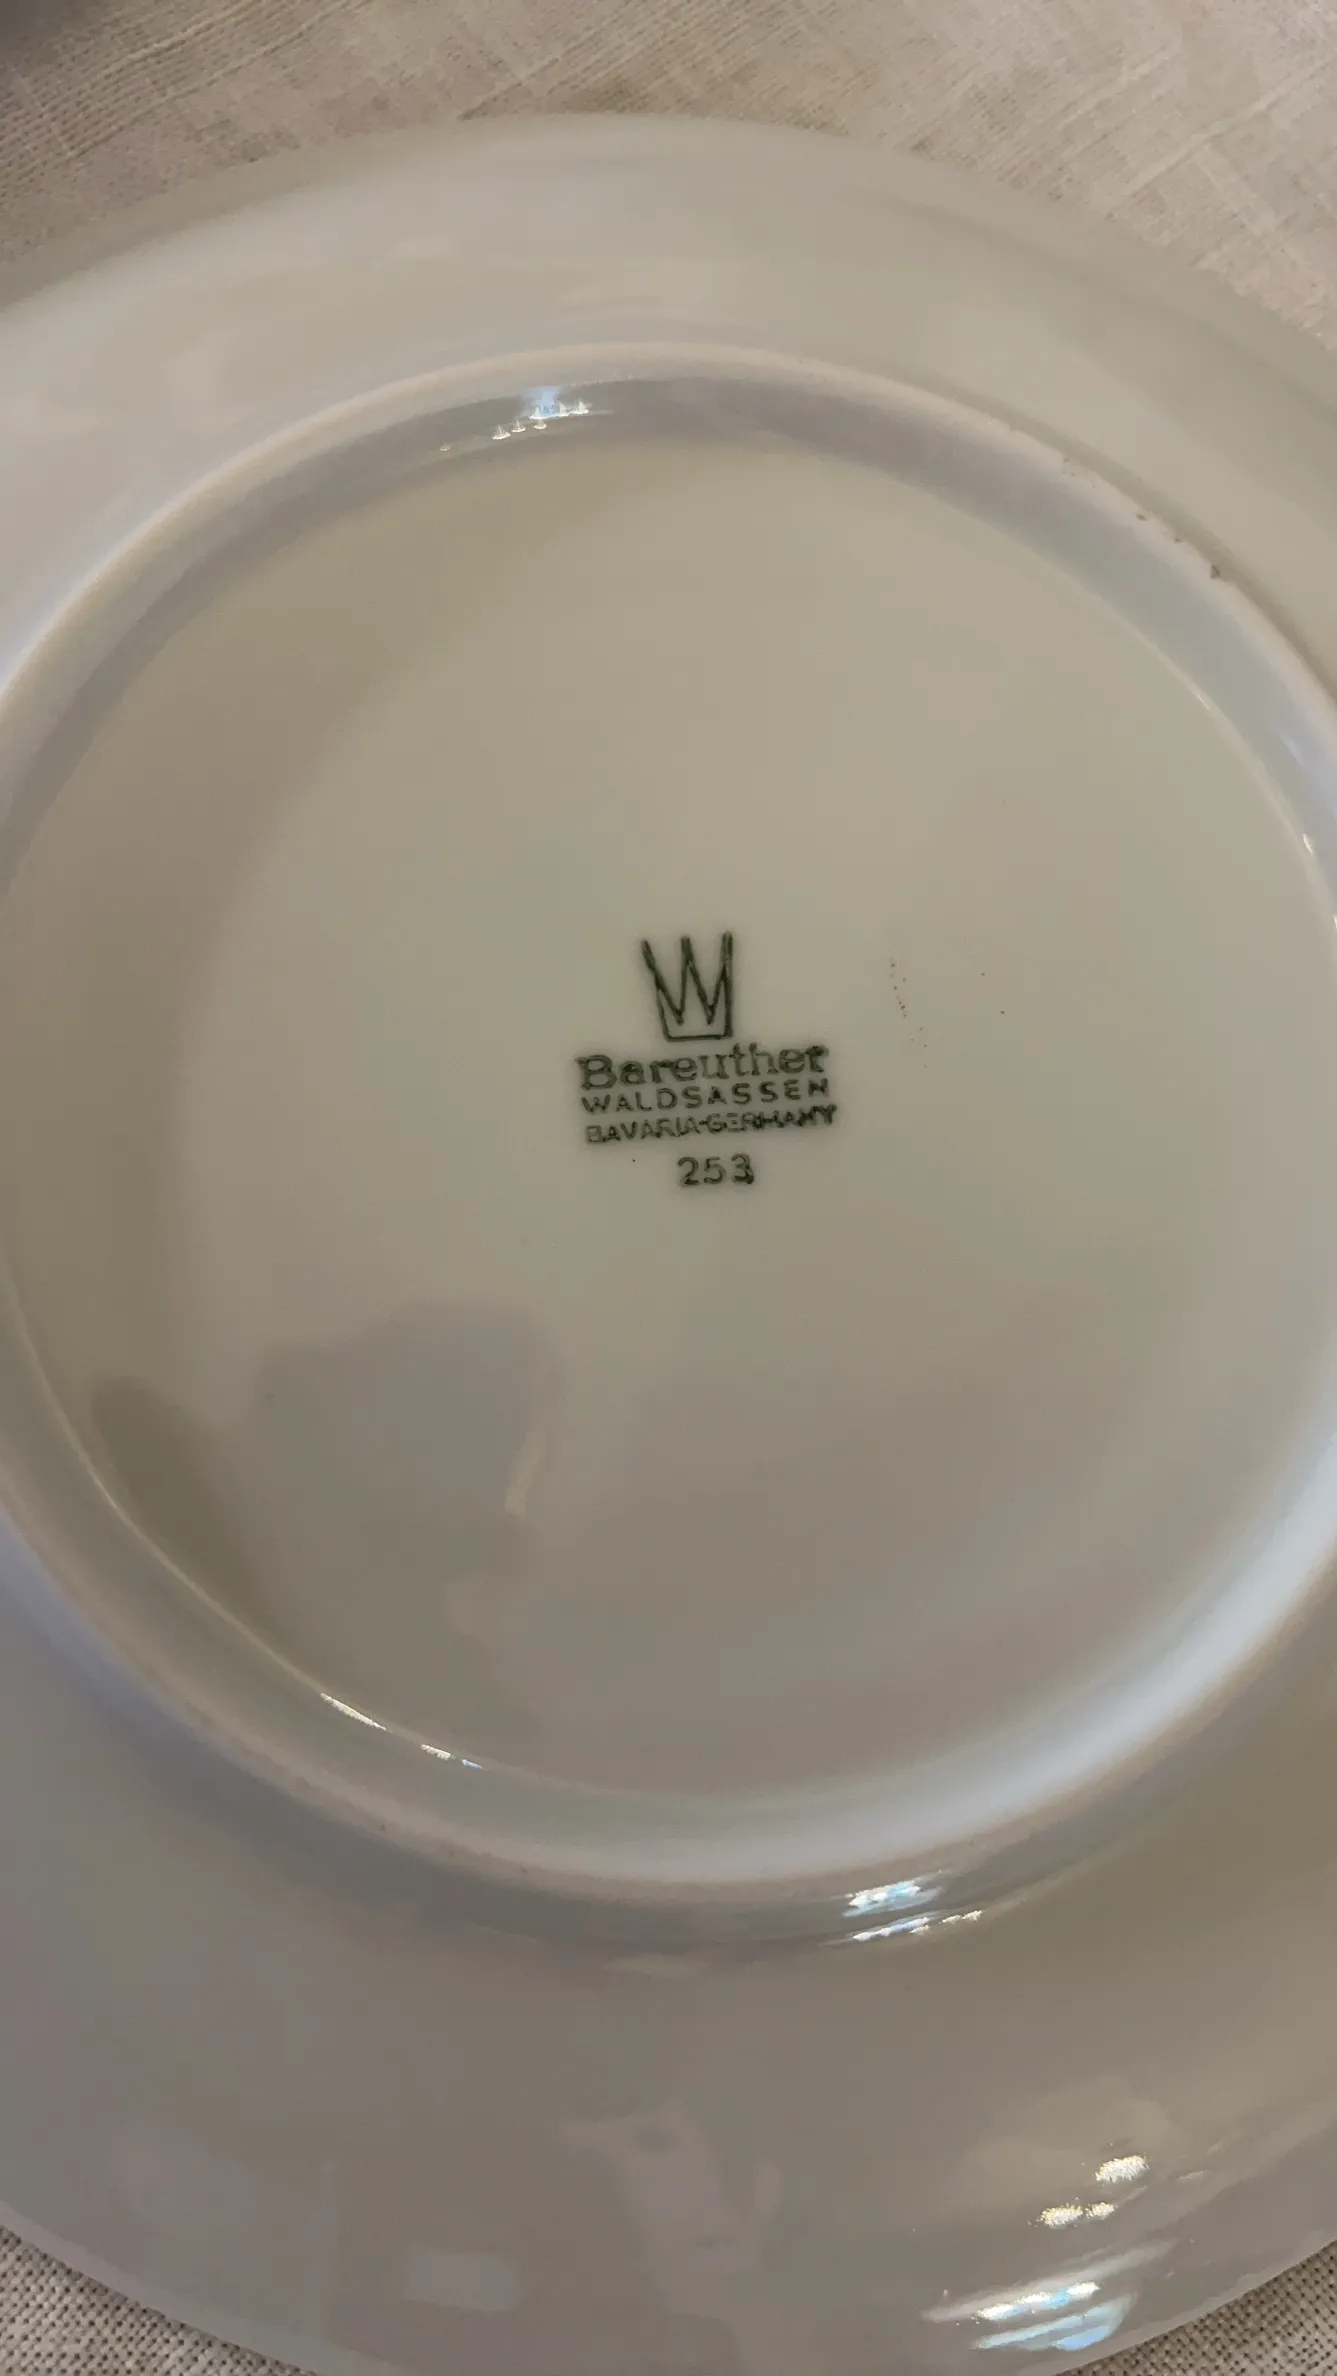 W
Bareuther
WALDSASSEN
BAVARIA-GERMANY
253